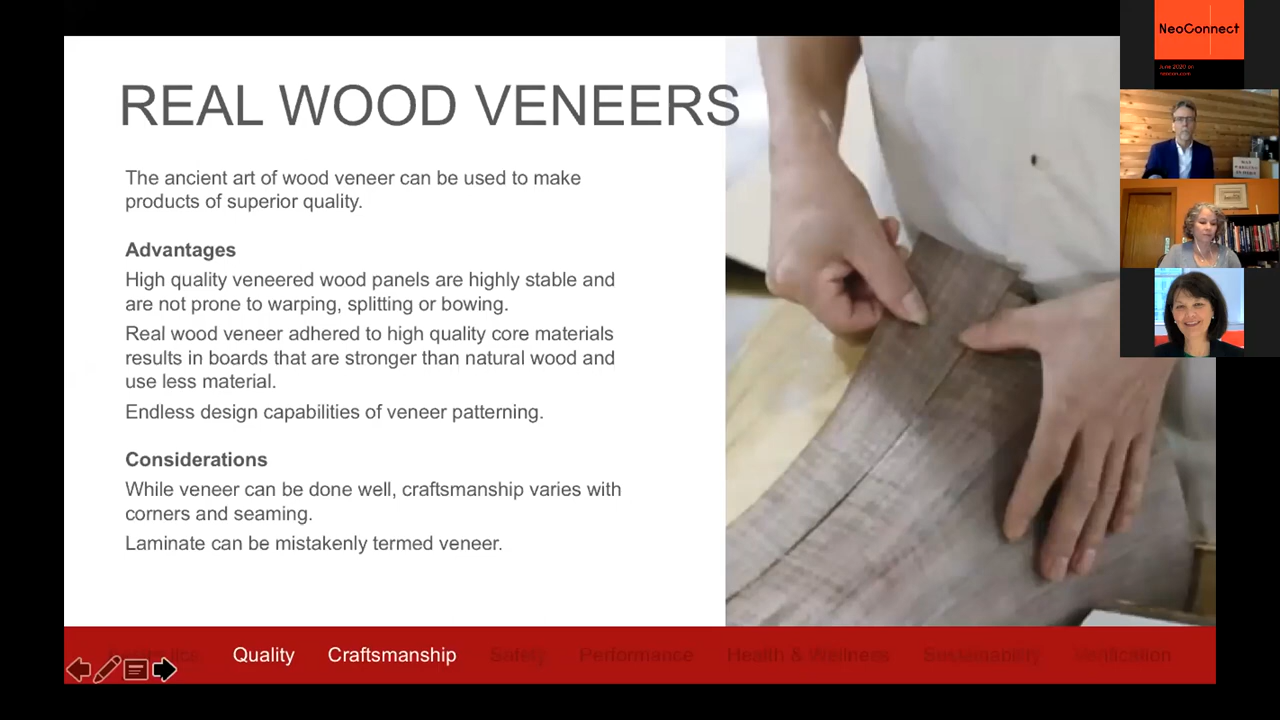 REAL WOOD VENEERS
The ancient art of wood veneer can be used to make
products of superior quality.
Advantages
High quality veneered wood panels are highly stable and
are not prone to warping, splitting or bowing.
Real wood veneer adhered to high quality core materials
results in boards that are stronger than natural wood and
use less material.
Endless design capabilities of veneer patterning.
Considerations
While veneer can be done well, craftsmanship varies with
corners and seaming.
Laminate can be mistakenly termed veneer.
Quality Craftsmanship Safety Performance Health & Wellness Sustainability Verification
NeoConnect
June 2020 on